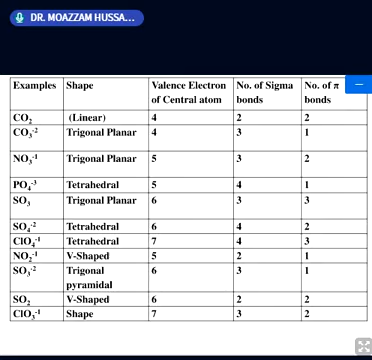 DR. MOAZZAM HUSSA...
Examples Shape Valence Electron of Central atom No. of Sigma bonds No. of π bonds
CO₂ (Linear) 4 2 2
CO₃⁻² Trigonal Planar 4 3 1
NO₃⁻¹ Trigonal Planar 5 3 2
PO₄⁻³ Tetrahedral 5 4 1
SO₃ Trigonal Planar 6 3 3
SO₄⁻² Tetrahedral 6 4 2
ClO₄⁻¹ Tetrahedral 7 4 3
NO₂⁻¹ V-Shaped 5 2 1
SO₃⁻² Trigonal pyramidal 6 3 1
SO₂ V-Shaped 6 2 2
ClO₃⁻¹ Shape 7 3 2